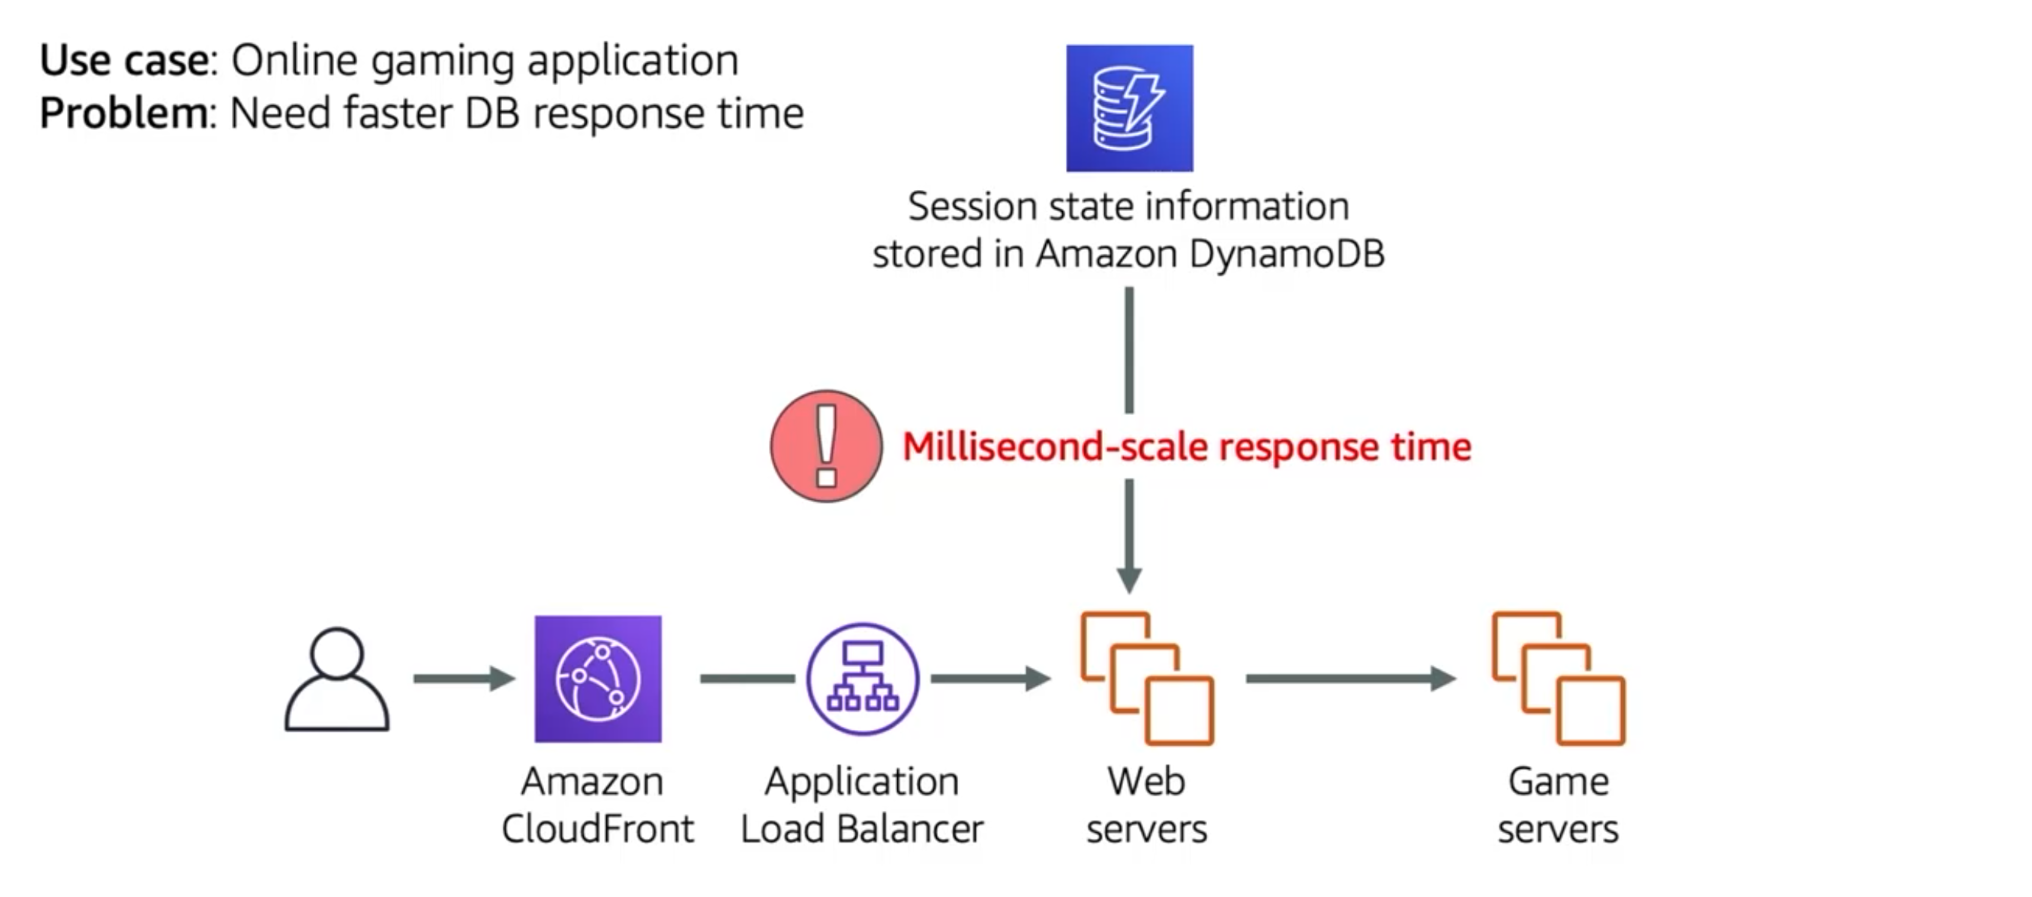 Use case: Online gaming application
Problem: Need faster DB response time
Session state information
stored in Amazon DynamoDB
Millisecond-scale response time
Amazon
CloudFront
Application
Load Balancer
Web
servers
Game
servers